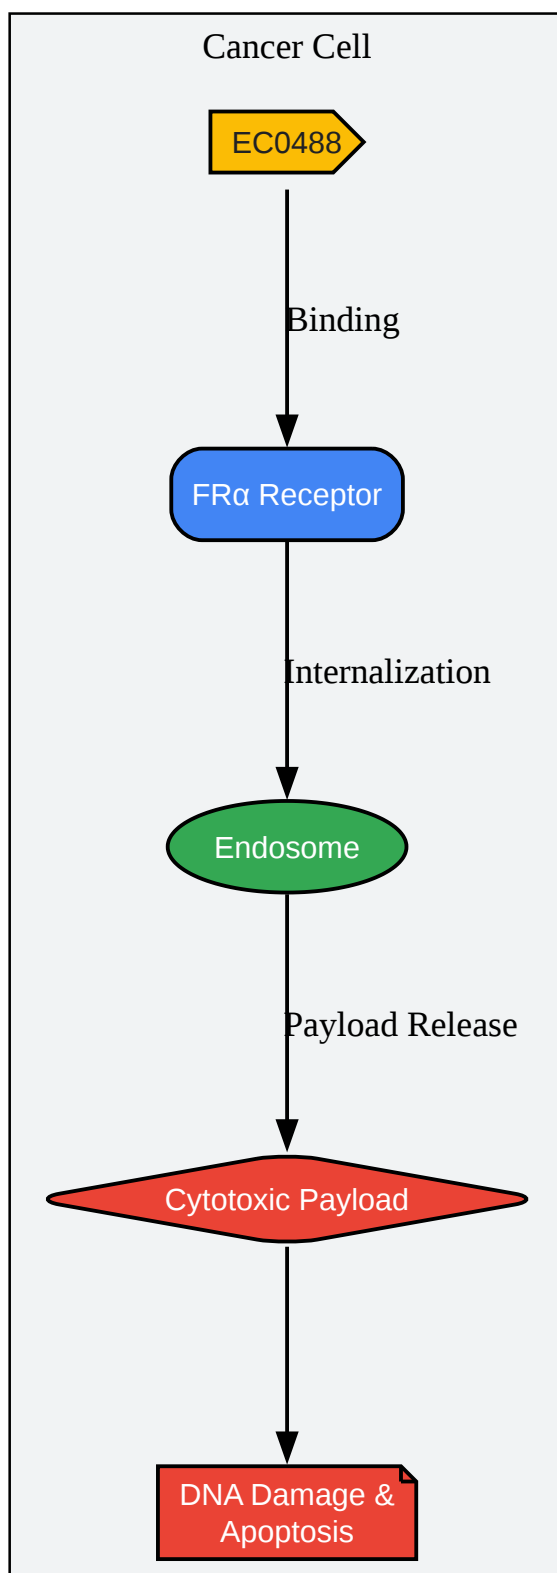 Cancer Cell
EC0488
Binding
FRα Receptor
Internalization
Endosome
Payload Release
Cytotoxic Payload
DNA Damage &
Apoptosis